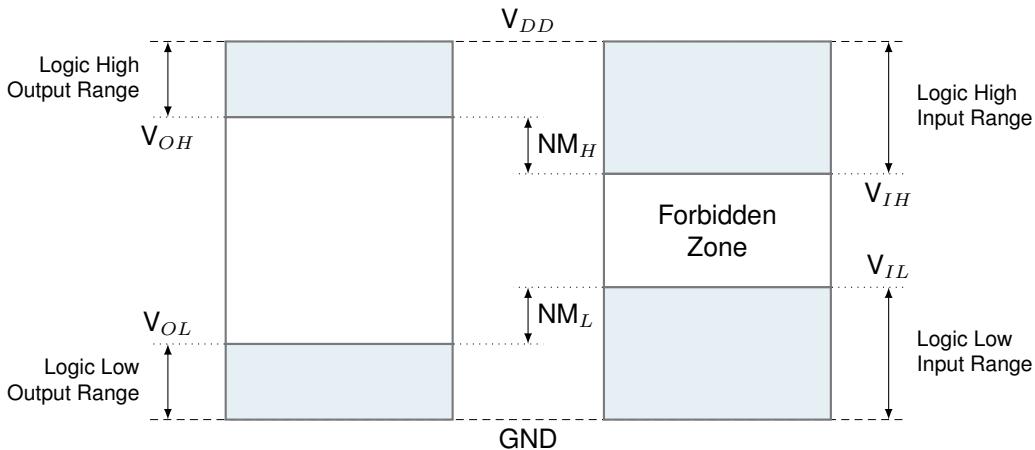 V_DD
Logic High
Output Range
V_OH
NM_H
Logic High
Input Range
V_IH
Forbidden
Zone
V_IL
NM_L
V_OL
Logic Low
Output Range
Logic Low
Input Range
GND